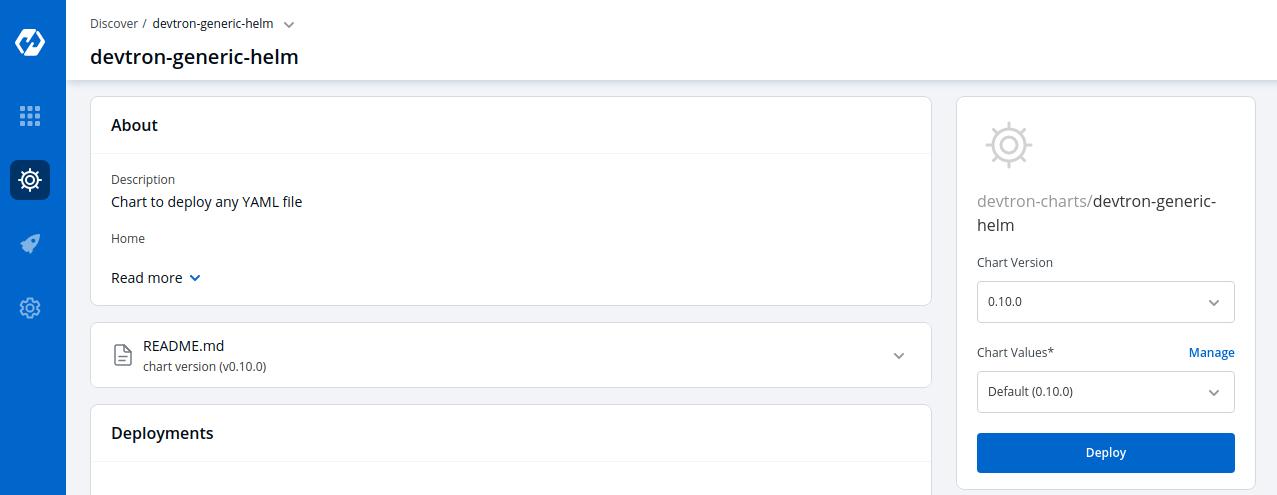 Discover / devtron-generic-helm
devtron-generic-helm
About
Description
Chart to deploy any YAML file
Home
Read more
README.md
chart version (v0.10.0)
Deployments
devtron-charts/devtron-generic-
helm
Chart Version
0.10.0
Chart Values* Manage
Default (0.10.0)
Deploy